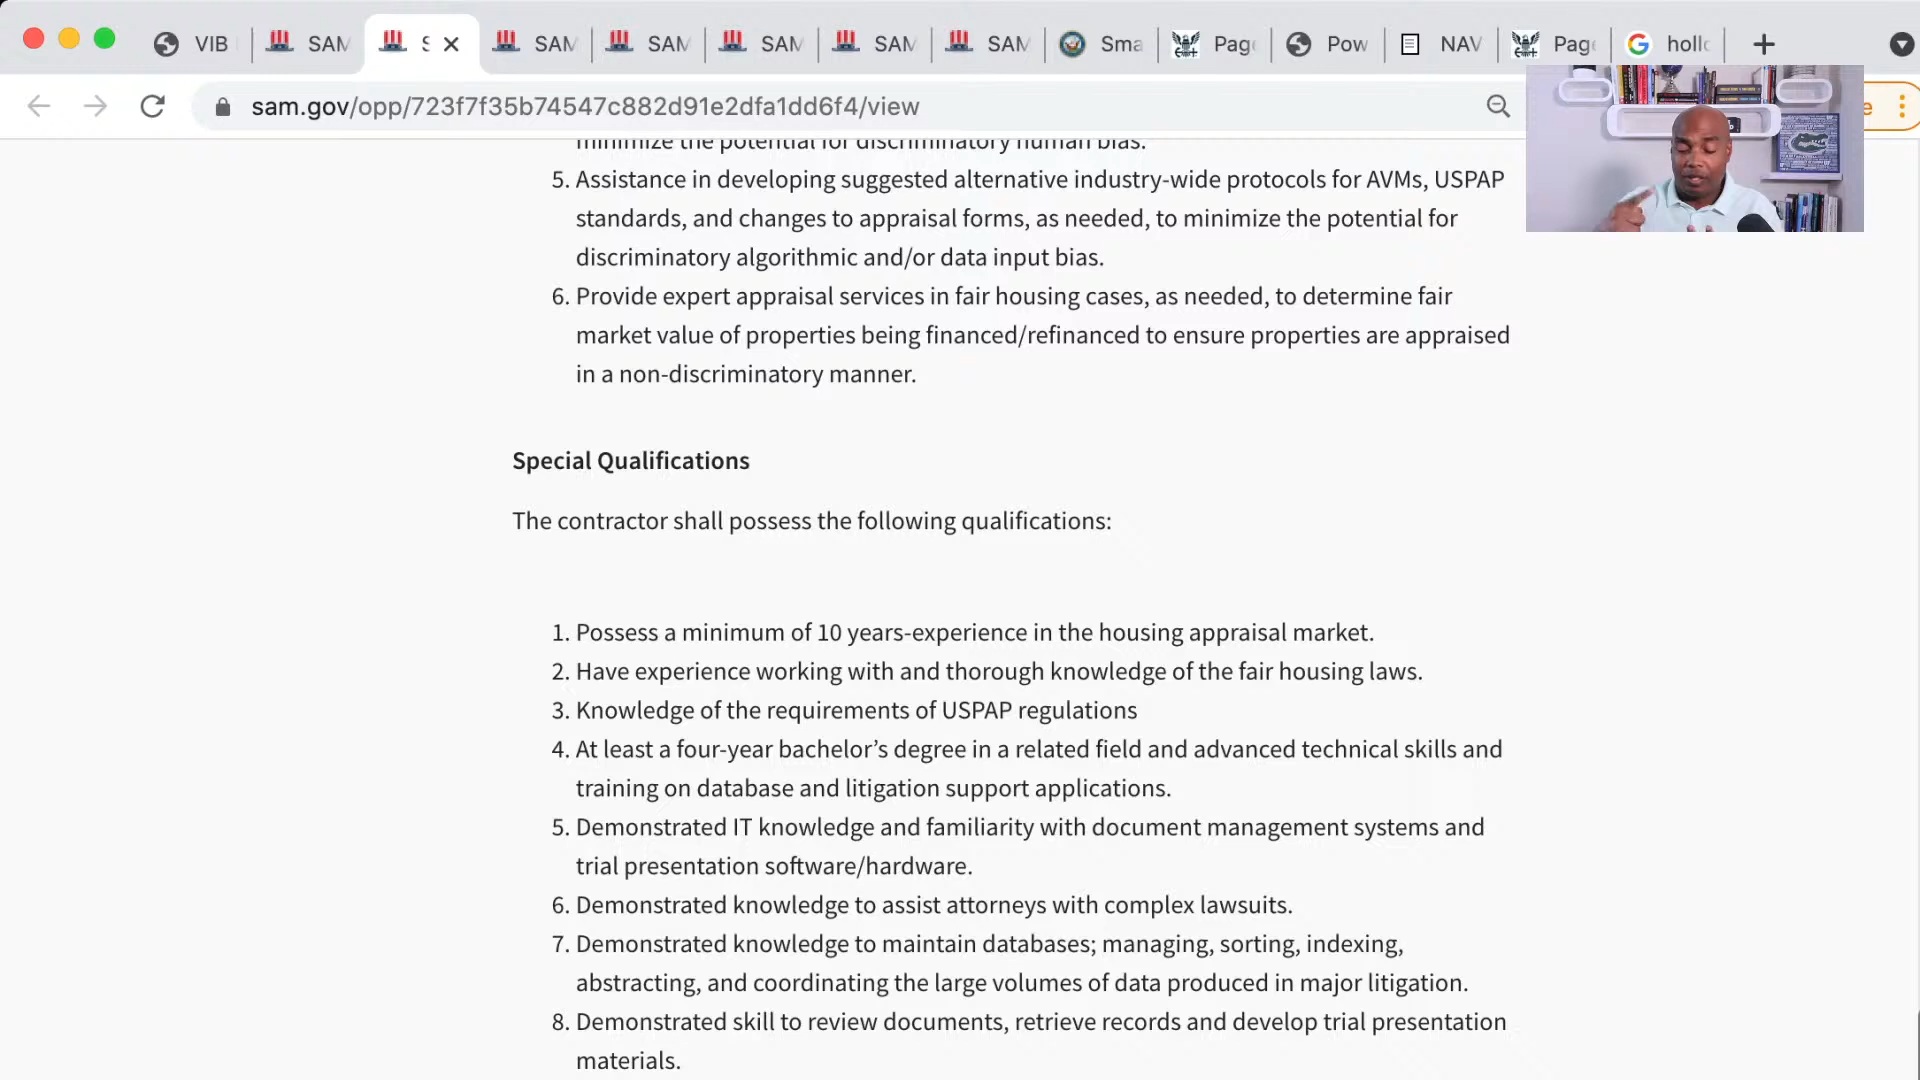 VIB
SAM
S
SAM
SAM
SAM
SAM
SAM
Sma
Page
Pow
NAV
Page
hollo
sam.gov/opp/723f7f35b74547c882d91e2dfa1dd6f4/view
e
minimize the potential for discriminatory human bias.
5. Assistance in developing suggested alternative industry-wide protocols for AVMs, USPAP
standards, and changes to appraisal forms, as needed, to minimize the potential for
discriminatory algorithmic and/or data input bias.
6. Provide expert appraisal services in fair housing cases, as needed, to determine fair
market value of properties being financed/refinanced to ensure properties are appraised
in a non-discriminatory manner.
Special Qualifications
The contractor shall possess the following qualifications:
1. Possess a minimum of 10 years-experience in the housing appraisal market.
2. Have experience working with and thorough knowledge of the fair housing laws.
3. Knowledge of the requirements of USPAP regulations
4. At least a four-year bachelor’s degree in a related field and advanced technical skills and
training on database and litigation support applications.
5. Demonstrated IT knowledge and familiarity with document management systems and
trial presentation software/hardware.
6. Demonstrated knowledge to assist attorneys with complex lawsuits.
7. Demonstrated knowledge to maintain databases; managing, sorting, indexing,
abstracting, and coordinating the large volumes of data produced in major litigation.
8. Demonstrated skill to review documents, retrieve records and develop trial presentation
materials.